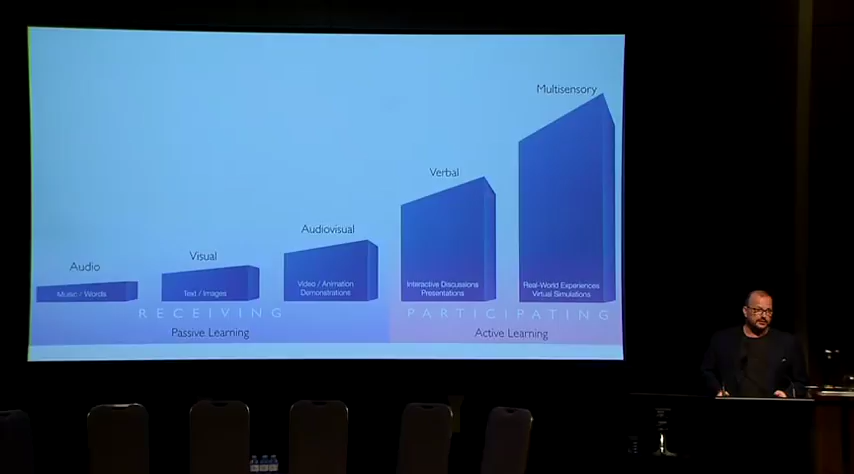 Multisensory
Verbal
Audiovisual
Visual
Audio
Music / Words
Text / Images
Video / Animation
Demonstrations
Interactive Discussions
Presentations
Real-World Experiences
Virtual Simulations
RECEIVING
PARTICIPATING
Passive Learning
Active Learning